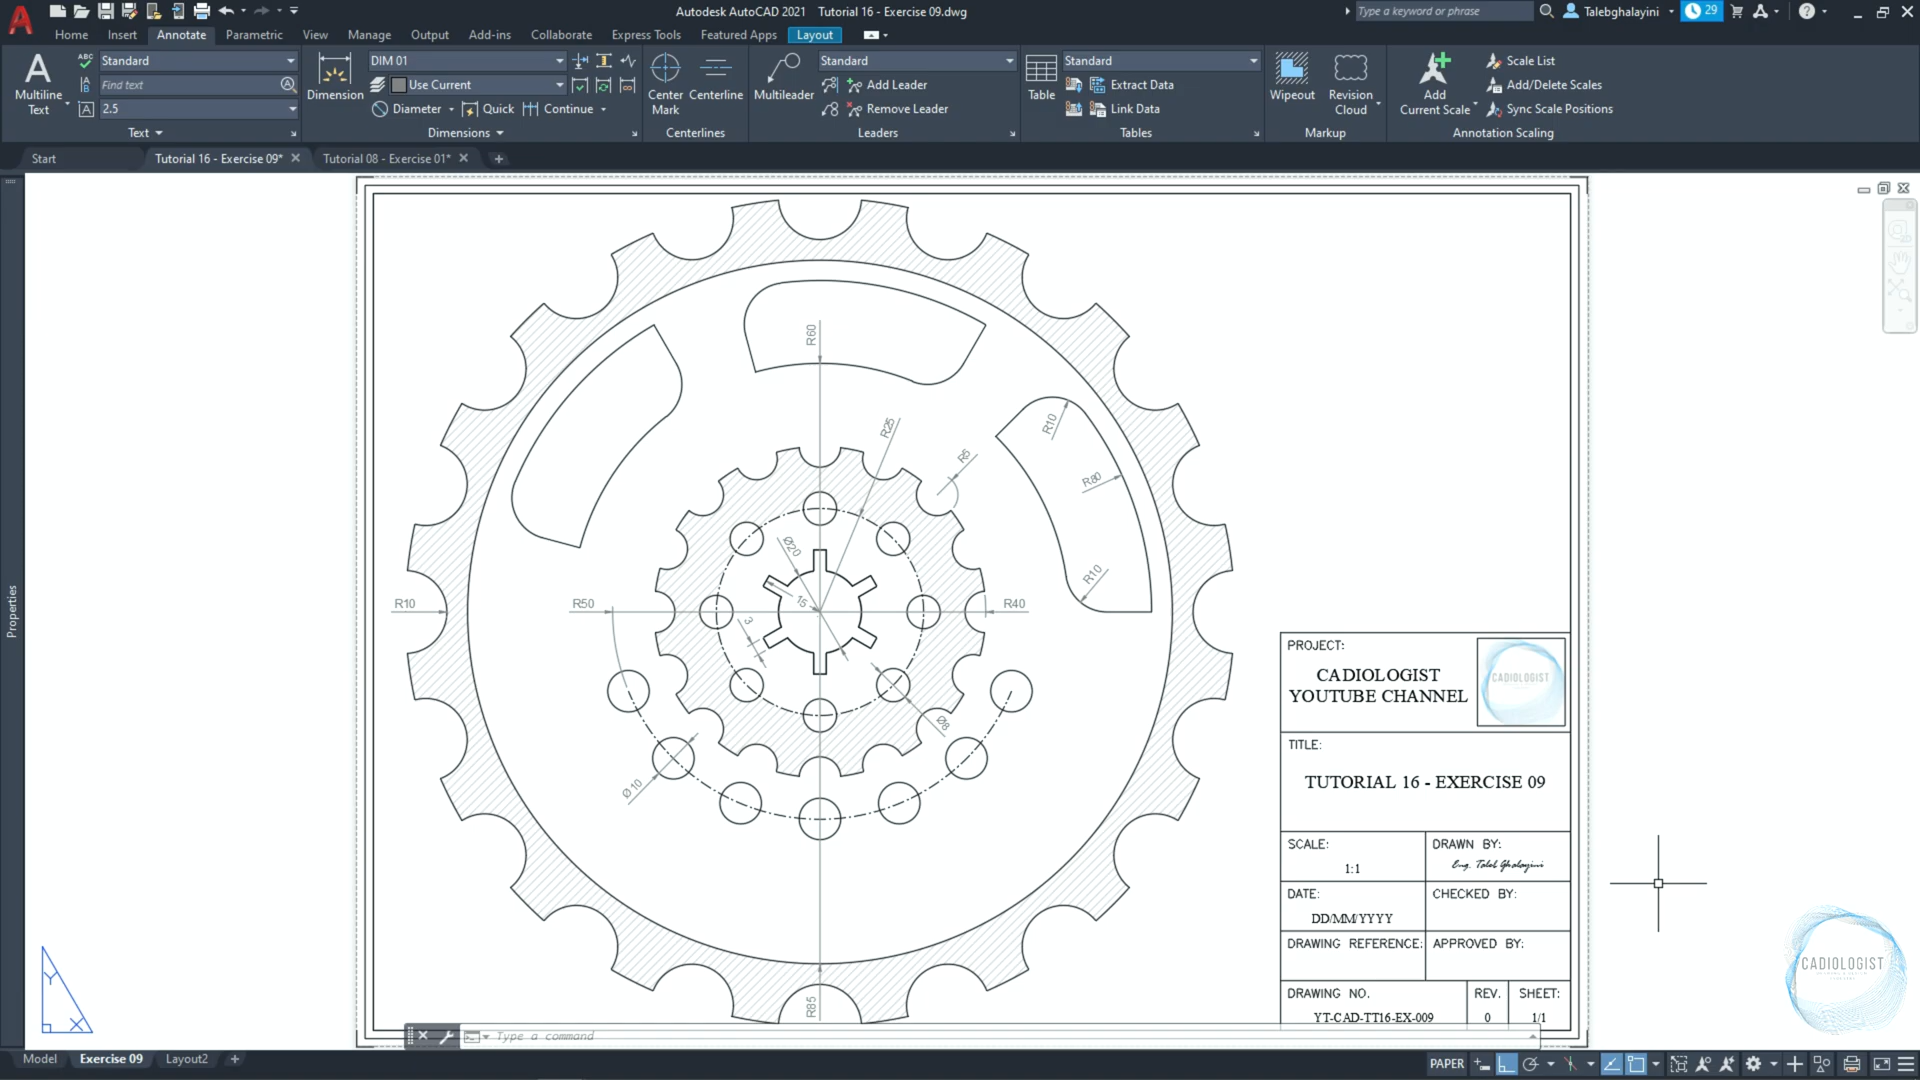 Autodesk AutoCAD 2021 Tutorial 16 - Exercise 09.dwg
Type a keyword or phrase
Talebghalayini
29
Home Insert Annotate Parametric View Manage Output Add-ins Collaborate Express Tools Featured Apps Layout
Multiline Text
ABC
Standard
Find text
2.5
Text
Dimension
DIM 01
Use Current
Diameter Quick Continue
Dimensions
Center Mark
Centerline
Centerlines
Multileader
Standard
Add Leader
Remove Leader
Leaders
Table
Standard
Extract Data
Link Data
Tables
Wipeout
Revision Cloud
Markup
Add Current Scale
Scale List
Add/Delete Scales
Sync Scale Positions
Annotation Scaling
Start
Tutorial 16 - Exercise 09*
Tutorial 08 - Exercise 01*
Properties
R60
R25
R5
R10
R80
R10
Ø20
15
3
R10
R50
R40
Ø8
Ø10
R85
PROJECT:
CADIOLOGIST
YOUTUBE CHANNEL
CADIOLOGIST
TITLE:
TUTORIAL 16 - EXERCISE 09
SCALE:
1:1
DRAWN BY:
Eng. Taleb Ghalayini
DATE:
DD/MM/YYYY
CHECKED BY:
DRAWING REFERENCE:
APPROVED BY:
DRAWING NO.
YT-CAD-TT16-EX-009
REV.
0
SHEET:
1/1
CADIOLOGIST
Y
X
Type a command
Model
Exercise 09
Layout2
PAPER